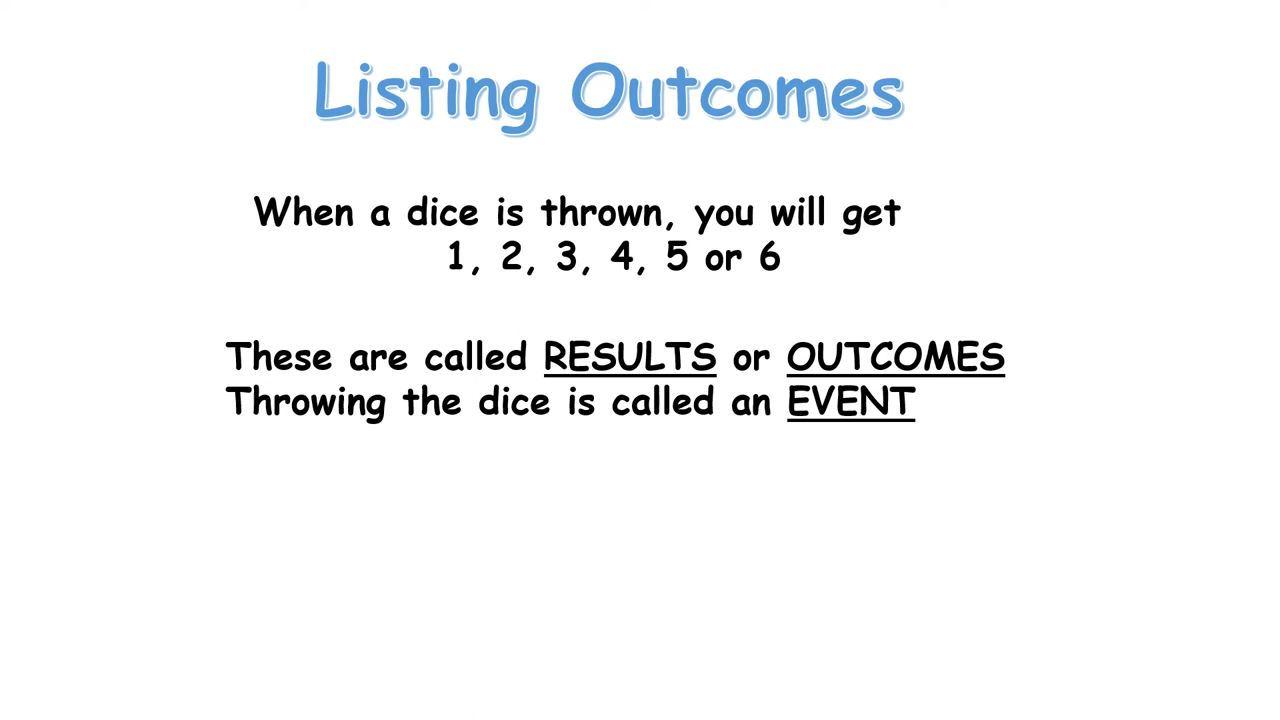 Listing Outcomes
When a dice is thrown, you will get
1, 2, 3, 4, 5 or 6
These are called RESULTS or OUTCOMES
Throwing the dice is called an EVENT